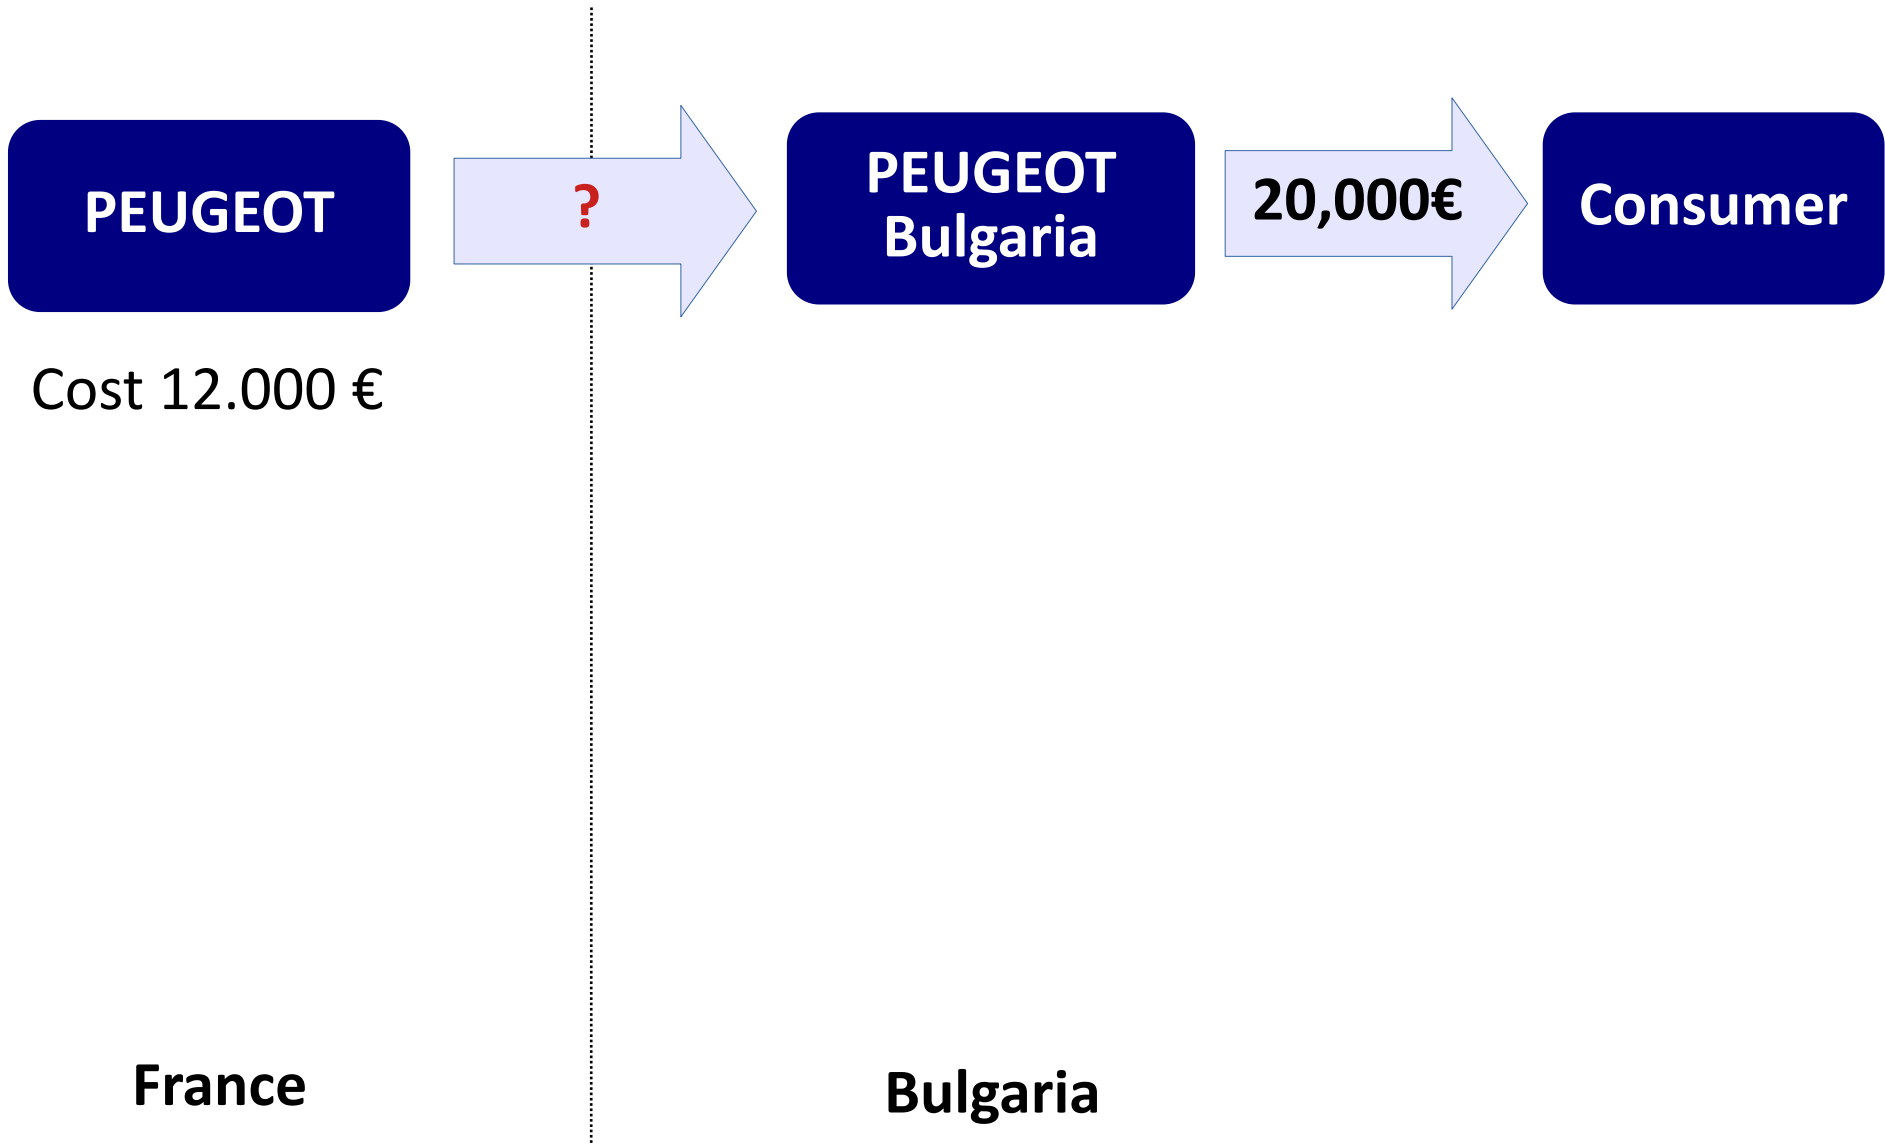 PEUGEOT
?
PEUGEOT
Bulgaria
20,000€
Consumer
Cost 12.000 €
France
Bulgaria